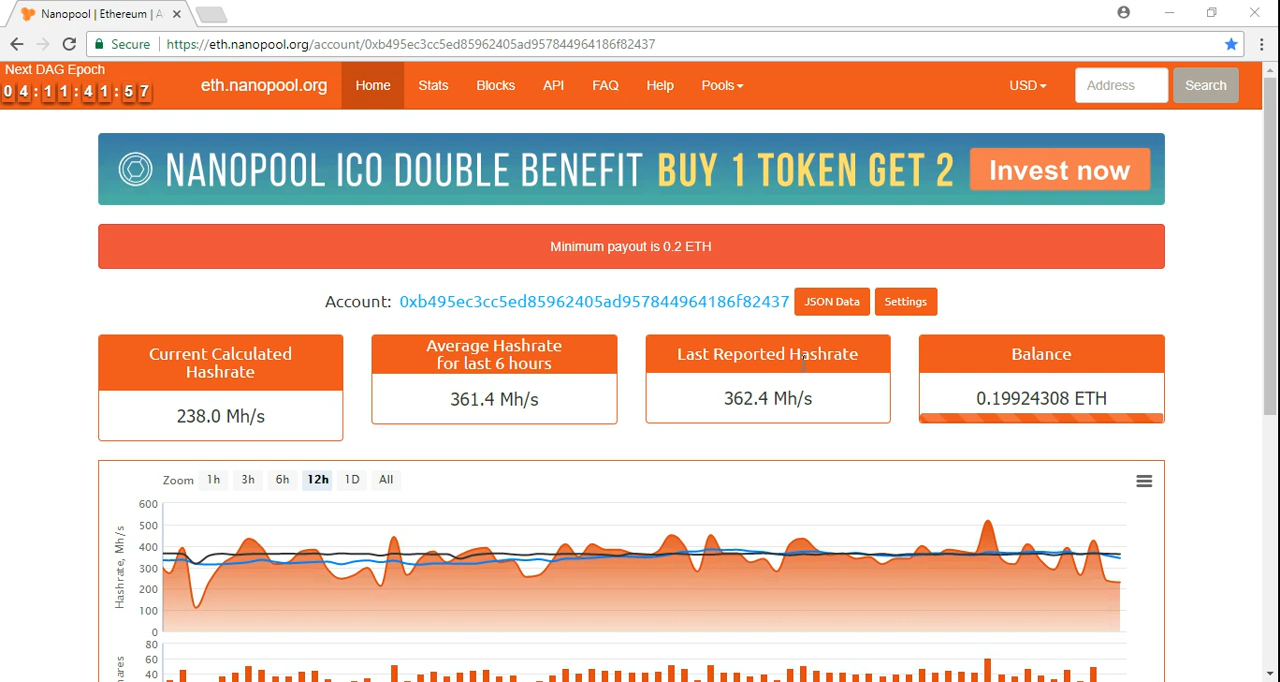 Nanopool | Ethereum | A
Secure
https://eth.nanopool.org/account/0xb495ec3cc5ed85962405ad957844964186f82437
Next DAG Epoch
04:11:41:57
eth.nanopool.org
Home
Stats
Blocks
API
FAQ
Help
Pools
USD
Address
Search
NANOPOOL ICO DOUBLE BENEFIT BUY 1 TOKEN GET 2
Invest now
Minimum payout is 0.2 ETH
Account: 0xb495ec3cc5ed85962405ad957844964186f82437
JSON Data
Settings
Current Calculated
Hashrate
238.0 Mh/s
Average Hashrate
for last 6 hours
361.4 Mh/s
Last Reported Hashrate
362.4 Mh/s
Balance
0.19924308 ETH
Zoom 1h 3h 6h 12h 1D All
Hashrate, Mh/s
600
500
400
300
200
100
0
80
60
40